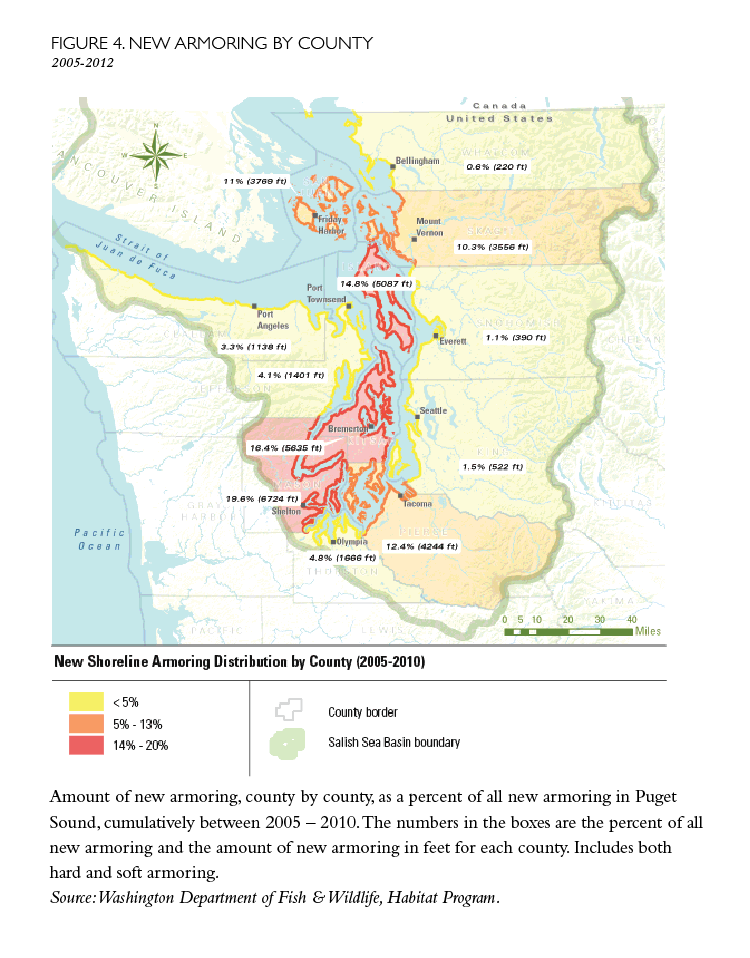 FIGURE 4. NEW ARMORING BY COUNTY
2005-2012
Canada
United States
N
W
E
S
VANCOUVER ISLAND
Bellingham
WHATCOM
0.6% (220 ft)
11% (3769 ft)
Friday
Harbor
Mount
Vernon
SKAGIT
10.3% (3556 ft)
Strait of
Juan de Fuca
14.8% (5087 ft)
Port
Townsend
Port
Angeles
SNOHOMISH
1.1% (390 ft)
Everett
CHELAN
CLALLAM
3.3% (1138 ft)
4.1% (1401 ft)
JEFFERSON
Seattle
Bremerton
KITSAP
16.4% (5635 ft)
KING
1.5% (522 ft)
MASON
19.6% (6724 ft)
Shelton
GRAYS
HARBOR
KITTITAS
Tacoma
PIERCE
Pacific
Ocean
Olympia
12.4% (4244 ft)
4.8% (1666 ft)
THURSTON
YAKIMA
PACIFIC
LEWIS
0 5 10 20 30 40
Miles
New Shoreline Armoring Distribution by County (2005-2010)
< 5%
5% - 13%
14% - 20%
County border
Salish Sea Basin boundary
Amount of new armoring, county by county, as a percent of all new armoring in Puget
Sound, cumulatively between 2005 – 2010. The numbers in the boxes are the percent of all
new armoring and the amount of new armoring in feet for each county. Includes both
hard and soft armoring.
Source: Washington Department of Fish & Wildlife, Habitat Program.